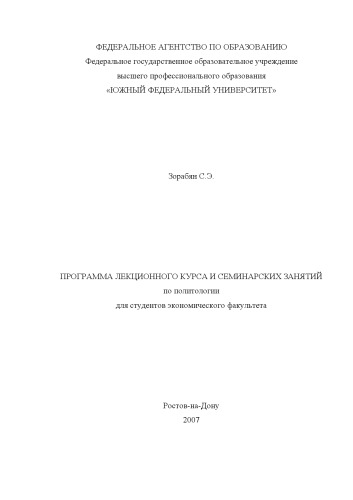 ФЕДЕРАЛЬНОЕ АГЕНТСТВО ПО ОБРАЗОВАНИЮ
Федеральное государственное образовательное учреждение
высшего профессионального образования
«ЮЖНЫЙ ФЕДЕРАЛЬНЫЙ УНИВЕРСИТЕТ»
Зорабян С.Э.
ПРОГРАММА ЛЕКЦИОННОГО КУРСА И СЕМИНАРСКИХ ЗАНЯТИЙ
по политологии
для студентов экономического факультета
Ростов-на-Дону
2007